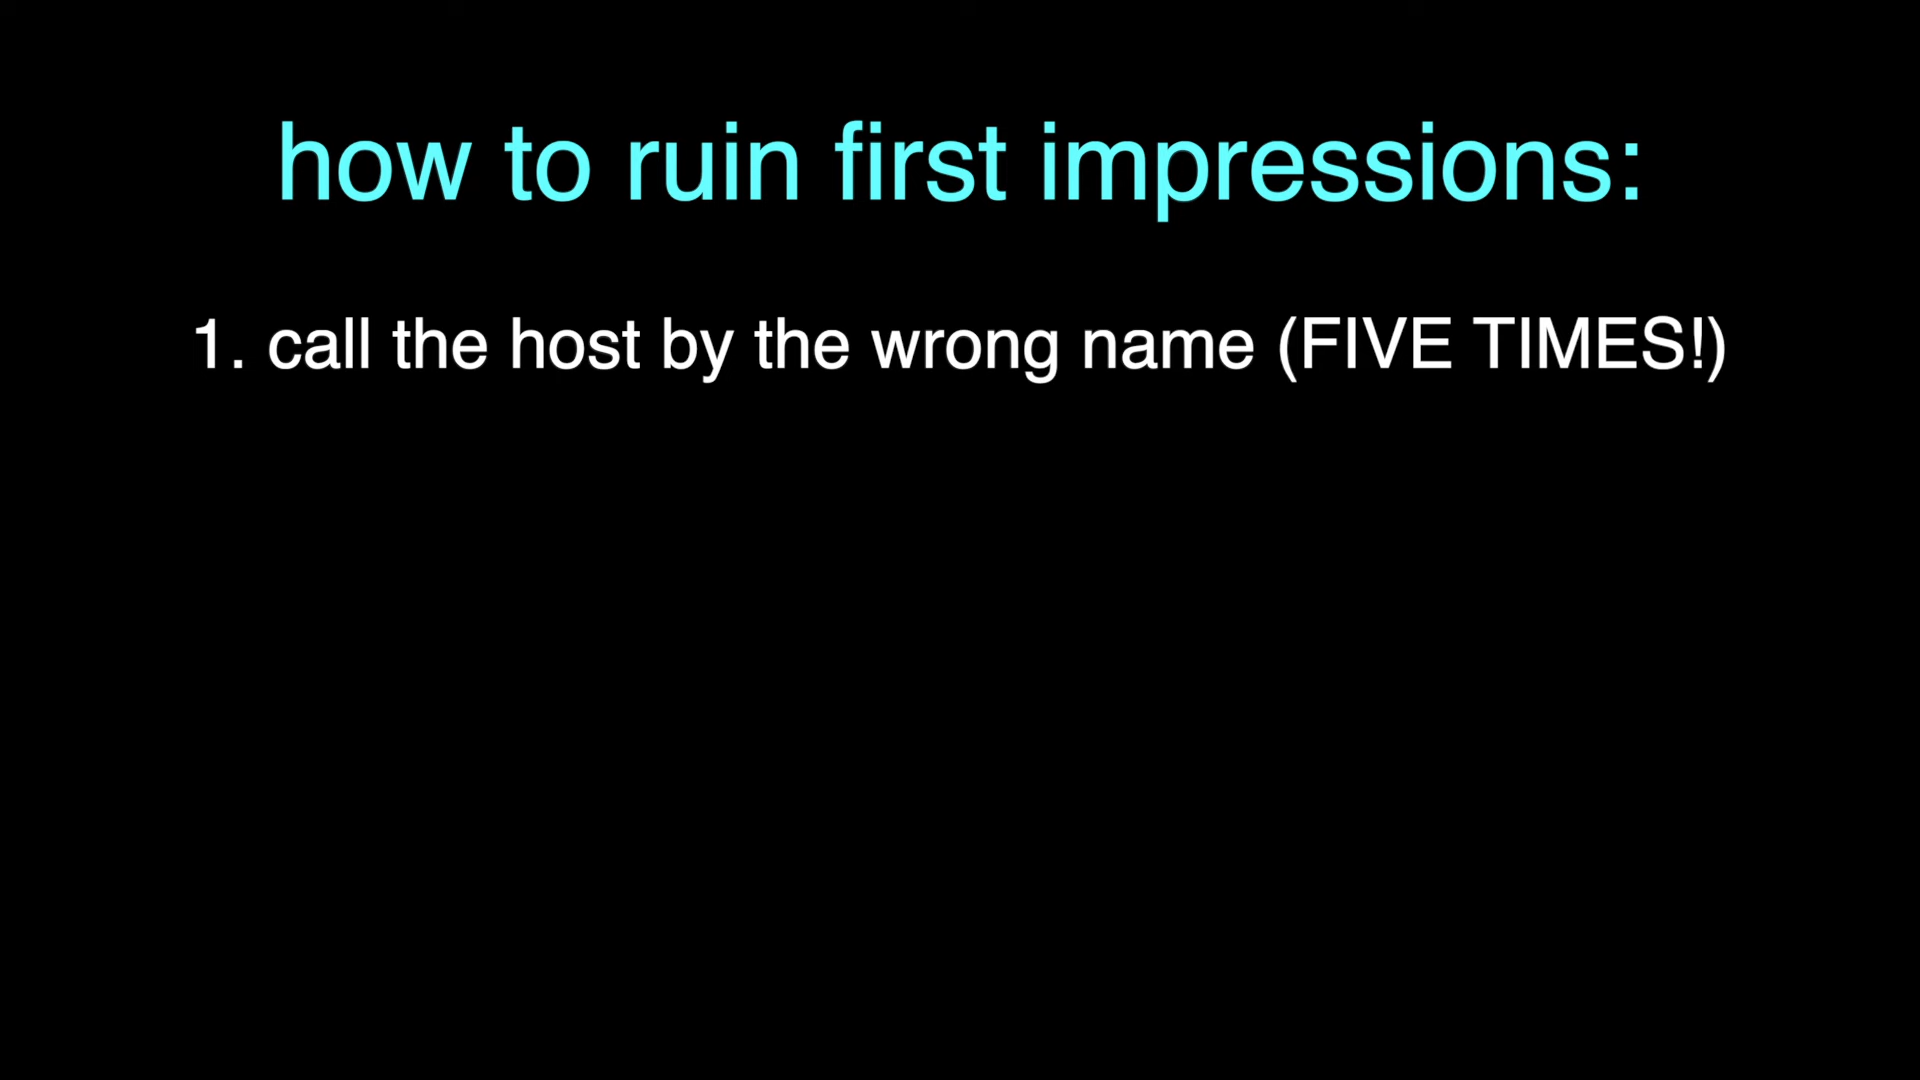 how to ruin first impressions:
1. call the host by the wrong name (FIVE TIMES!)